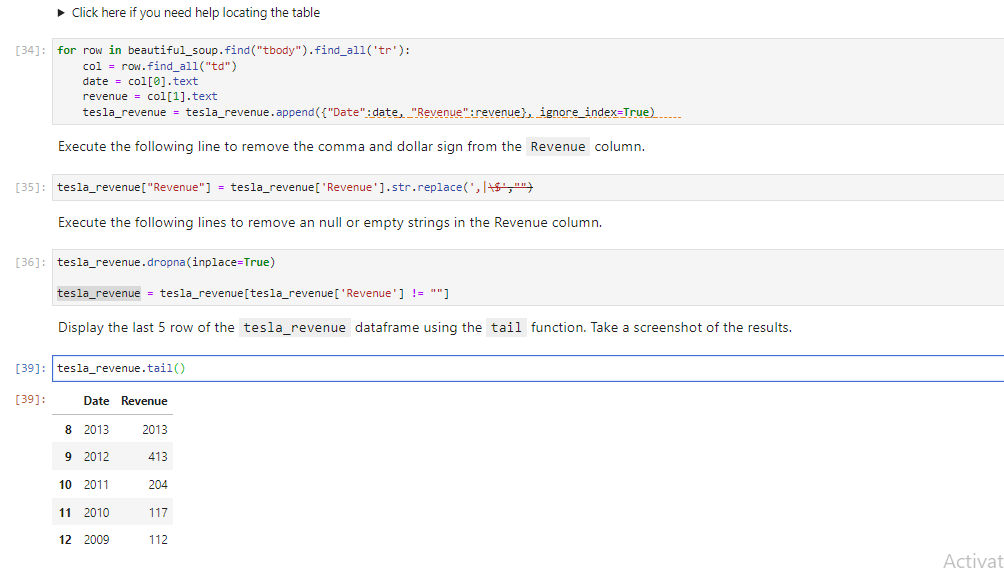 ▶ Click here if you need help locating the table
[34]: for row in beautiful_soup.find("tbody").find_all('tr'):
    col = row.find_all("td")
    date = col[0].text
    revenue = col[1].text
    tesla_revenue = tesla_revenue.append({"Date":date, "Revenue":revenue}, ignore_index=True)
Execute the following line to remove the comma and dollar sign from the Revenue column.
[35]: tesla_revenue["Revenue"] = tesla_revenue['Revenue'].str.replace(',|\$',"")
Execute the following lines to remove an null or empty strings in the Revenue column.
[36]: tesla_revenue.dropna(inplace=True)
tesla_revenue = tesla_revenue[tesla_revenue['Revenue'] != ""]
Display the last 5 row of the tesla_revenue dataframe using the tail function. Take a screenshot of the results.
[39]: tesla_revenue.tail()
[39]: Date Revenue
8 2013 2013
9 2012 413
10 2011 204
11 2010 117
12 2009 112
Activat